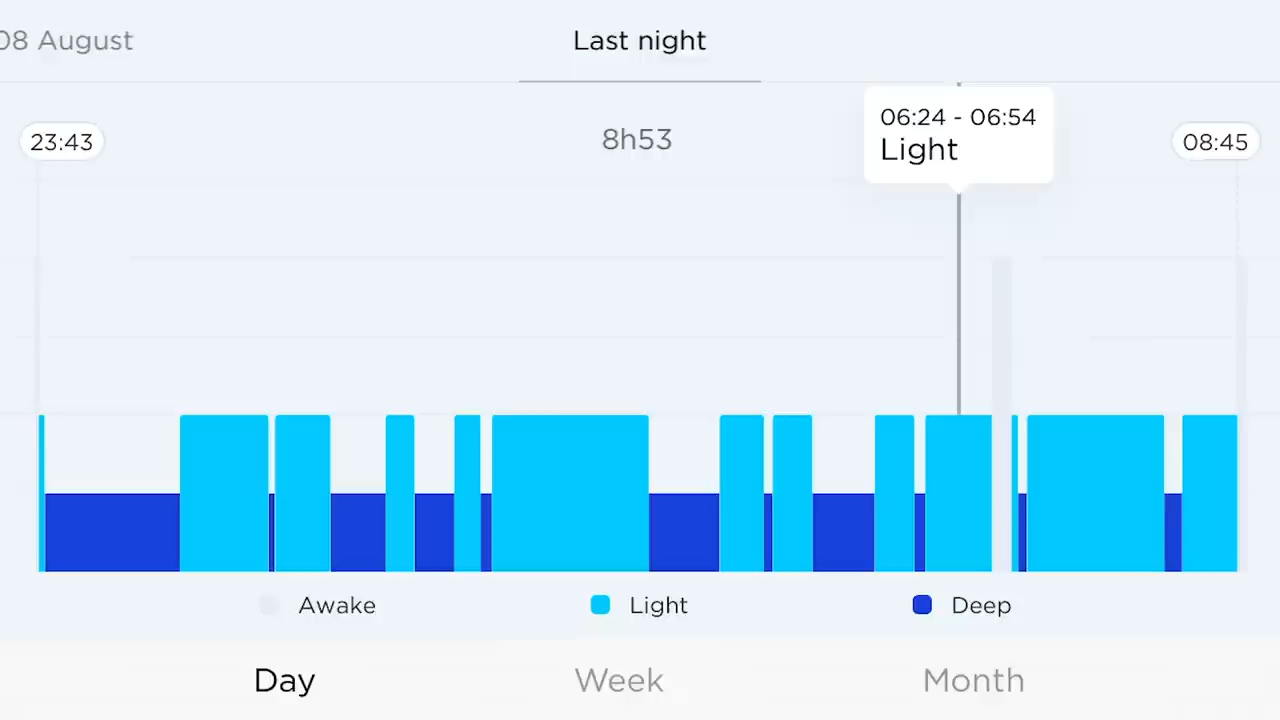 08 August
Last night
06:24 - 06:54
Light
23:43
8h53
08:45
Awake
Light
Deep
Day
Week
Month